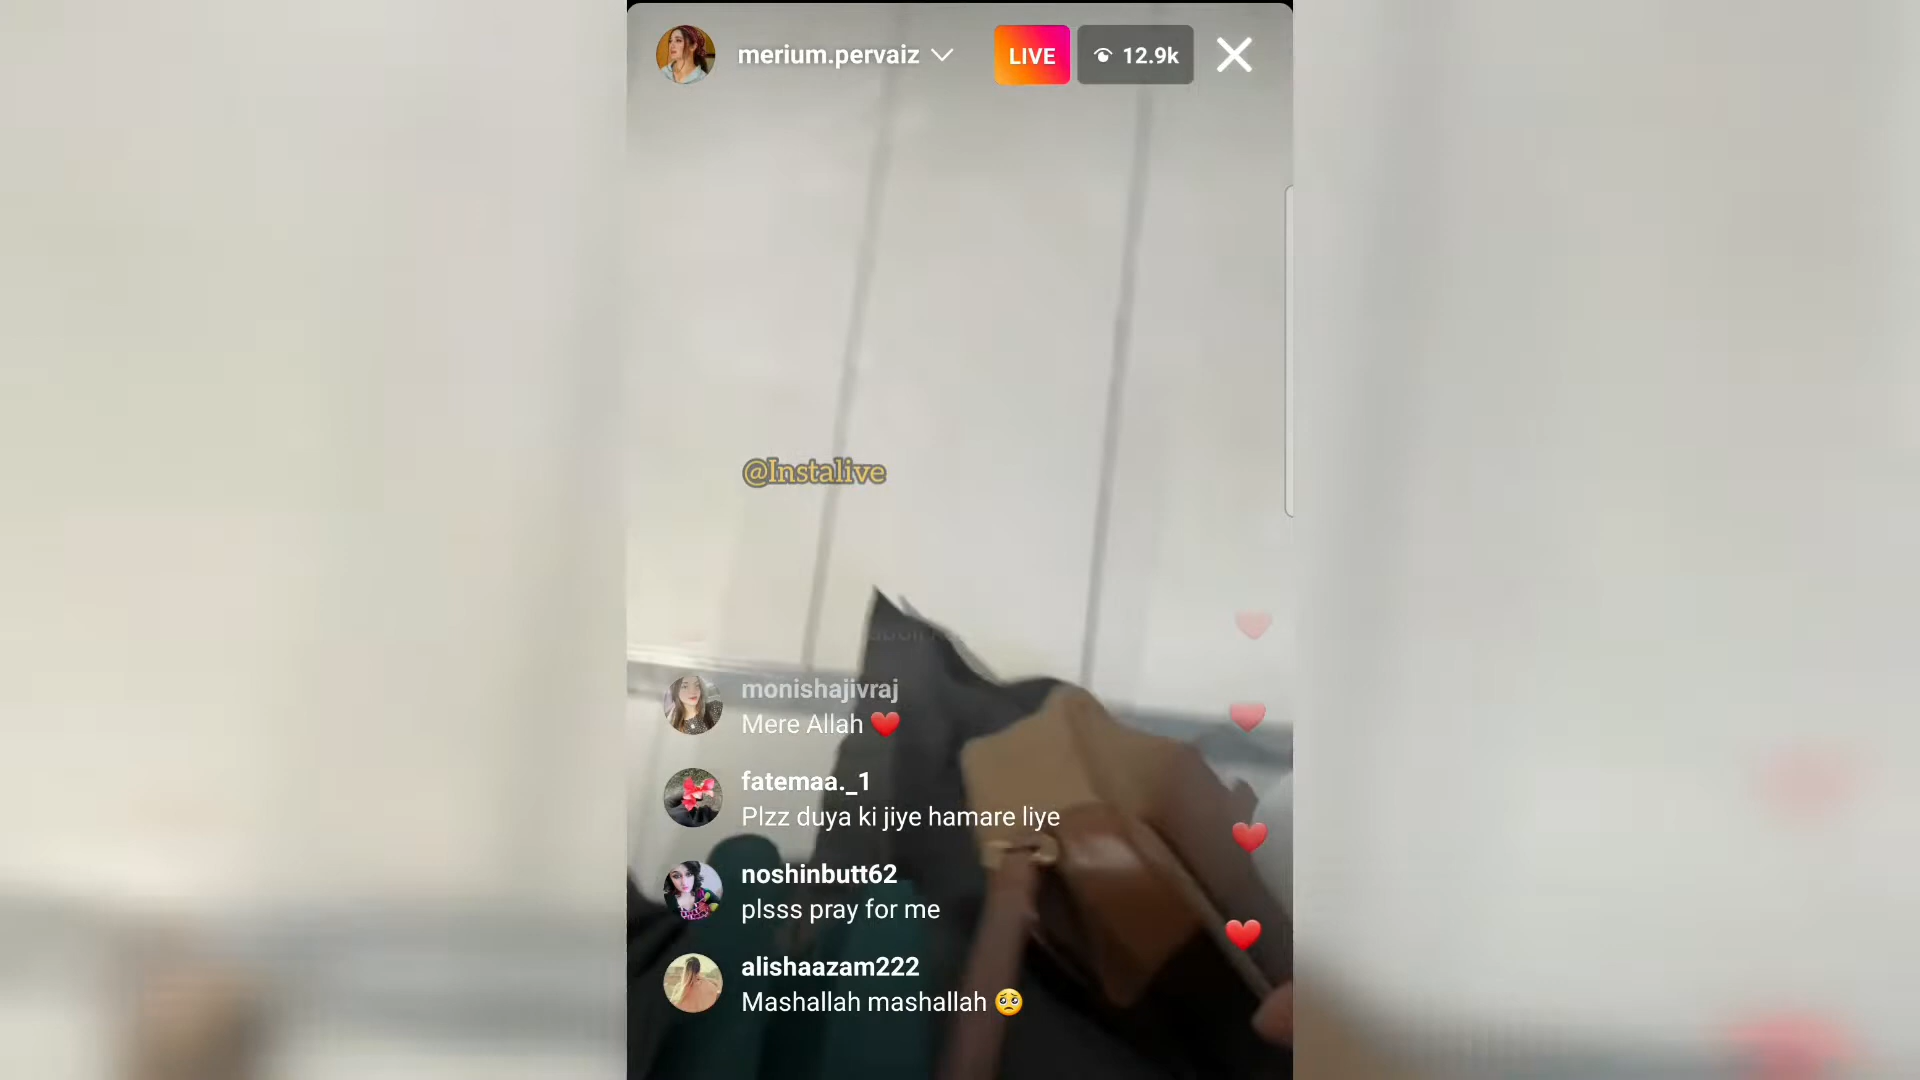 merium.pervaiz
LIVE
12.9k
@Instalive
monishajivraj
Mere Allah ❤️
fatemaa._1
Plzz duya ki jiye hamare liye
noshinbutt62
plsss pray for me
alishaazam222
Mashallah mashallah 🥺